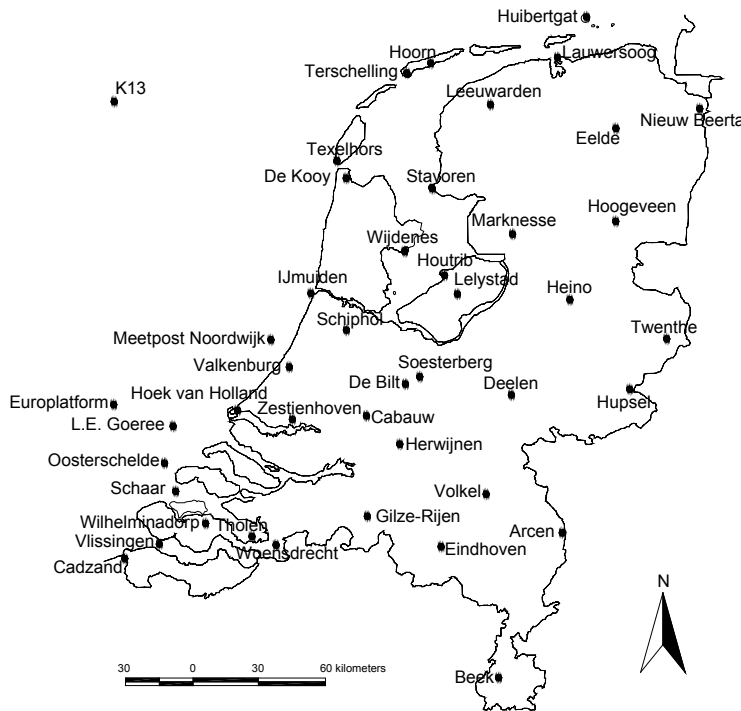 Huibertgat
Hoorn
Lauwersoog
Terschelling
K13
Leeuwarden
Nieuw Beerta
Eelde
Texelhors
De Kooy
Stavoren
Marknesse
Hoogeveen
Wijdenes
Houtrib
IJmuiden
Lelystad
Heino
Schiphol
Meetpost Noordwijk
Twenthe
Valkenburg
Soesterberg
De Bilt
Deelen
Hoek van Holland
Hupsel
Europlatform
Zestienhoven
Cabauw
L.E. Goeree
Herwijnen
Oosterschelde
Schaar
Volkel
Gilze-Rijen
Wilhelminadorp
Tholen
Arcen
Vlissingen
Woensdrecht
Eindhoven
Cadzand
N
30 0 30 60 kilometers
Beek